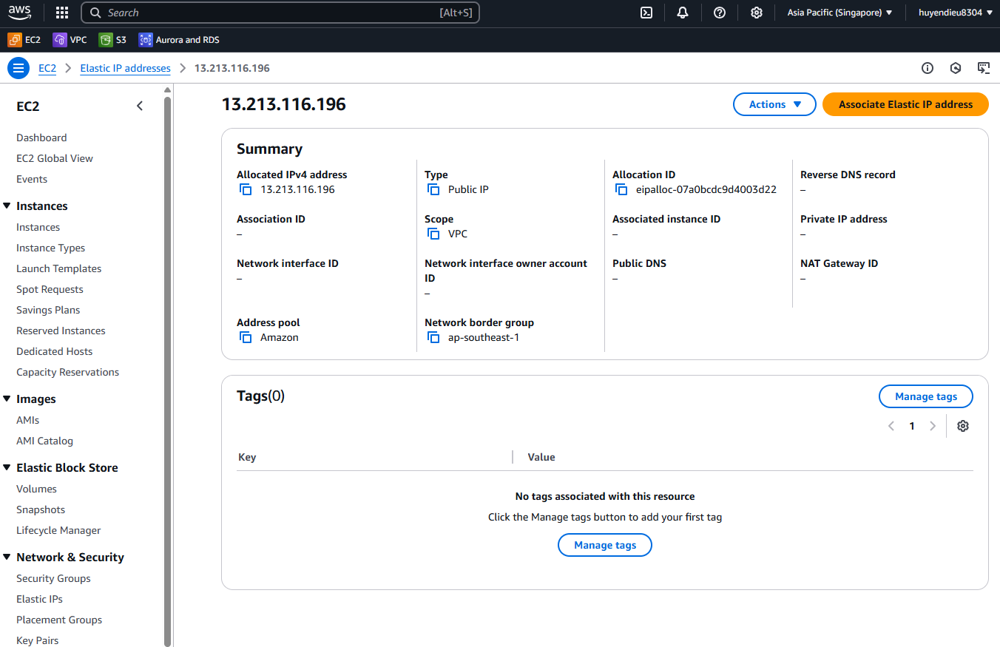 aws
Search [Alt+S]
Asia Pacific (Singapore) huyendieu8304
EC2 VPC S3 Aurora and RDS
EC2 Elastic IP addresses 13.213.116.196
EC2
Dashboard
EC2 Global View
Events
Instances
Instances
Instance Types
Launch Templates
Spot Requests
Savings Plans
Reserved Instances
Dedicated Hosts
Capacity Reservations
Images
AMIs
AMI Catalog
Elastic Block Store
Volumes
Snapshots
Lifecycle Manager
Network & Security
Security Groups
Elastic IPs
Placement Groups
Key Pairs
13.213.116.196
Actions
Associate Elastic IP address
Summary
Allocated IPv4 address
13.213.116.196
Type
Public IP
Allocation ID
eipalloc-07a0bcdc9d4003d22
Reverse DNS record
–
Association ID
–
Scope
VPC
Associated instance ID
–
Private IP address
–
Network interface ID
–
Network interface owner account
ID
–
Public DNS
–
NAT Gateway ID
–
Address pool
Amazon
Network border group
ap-southeast-1
Tags(0)
Manage tags
1
Key Value
No tags associated with this resource
Click the Manage tags button to add your first tag
Manage tags